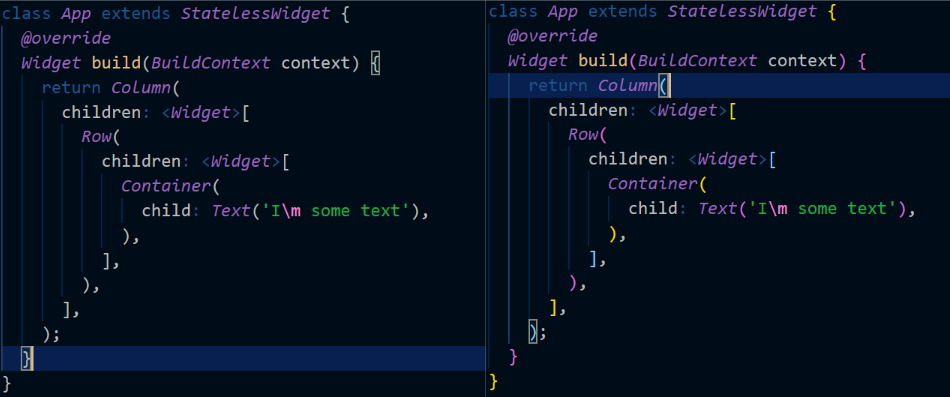 class App extends StatelessWidget {
  @override
  Widget build(BuildContext context) {
    return Column(
      children: <Widget>[
        Row(
          children: <Widget>[
            Container(
              child: Text('I\m some text'),
            ),
          ],
        ),
      ],
    );
  }
}
class App extends StatelessWidget {
  @override
  Widget build(BuildContext context) {
    return Column(
      children: <Widget>[
        Row(
          children: <Widget>[
            Container(
              child: Text('I\m some text'),
            ),
          ],
        ),
      ],
    );
  }
}